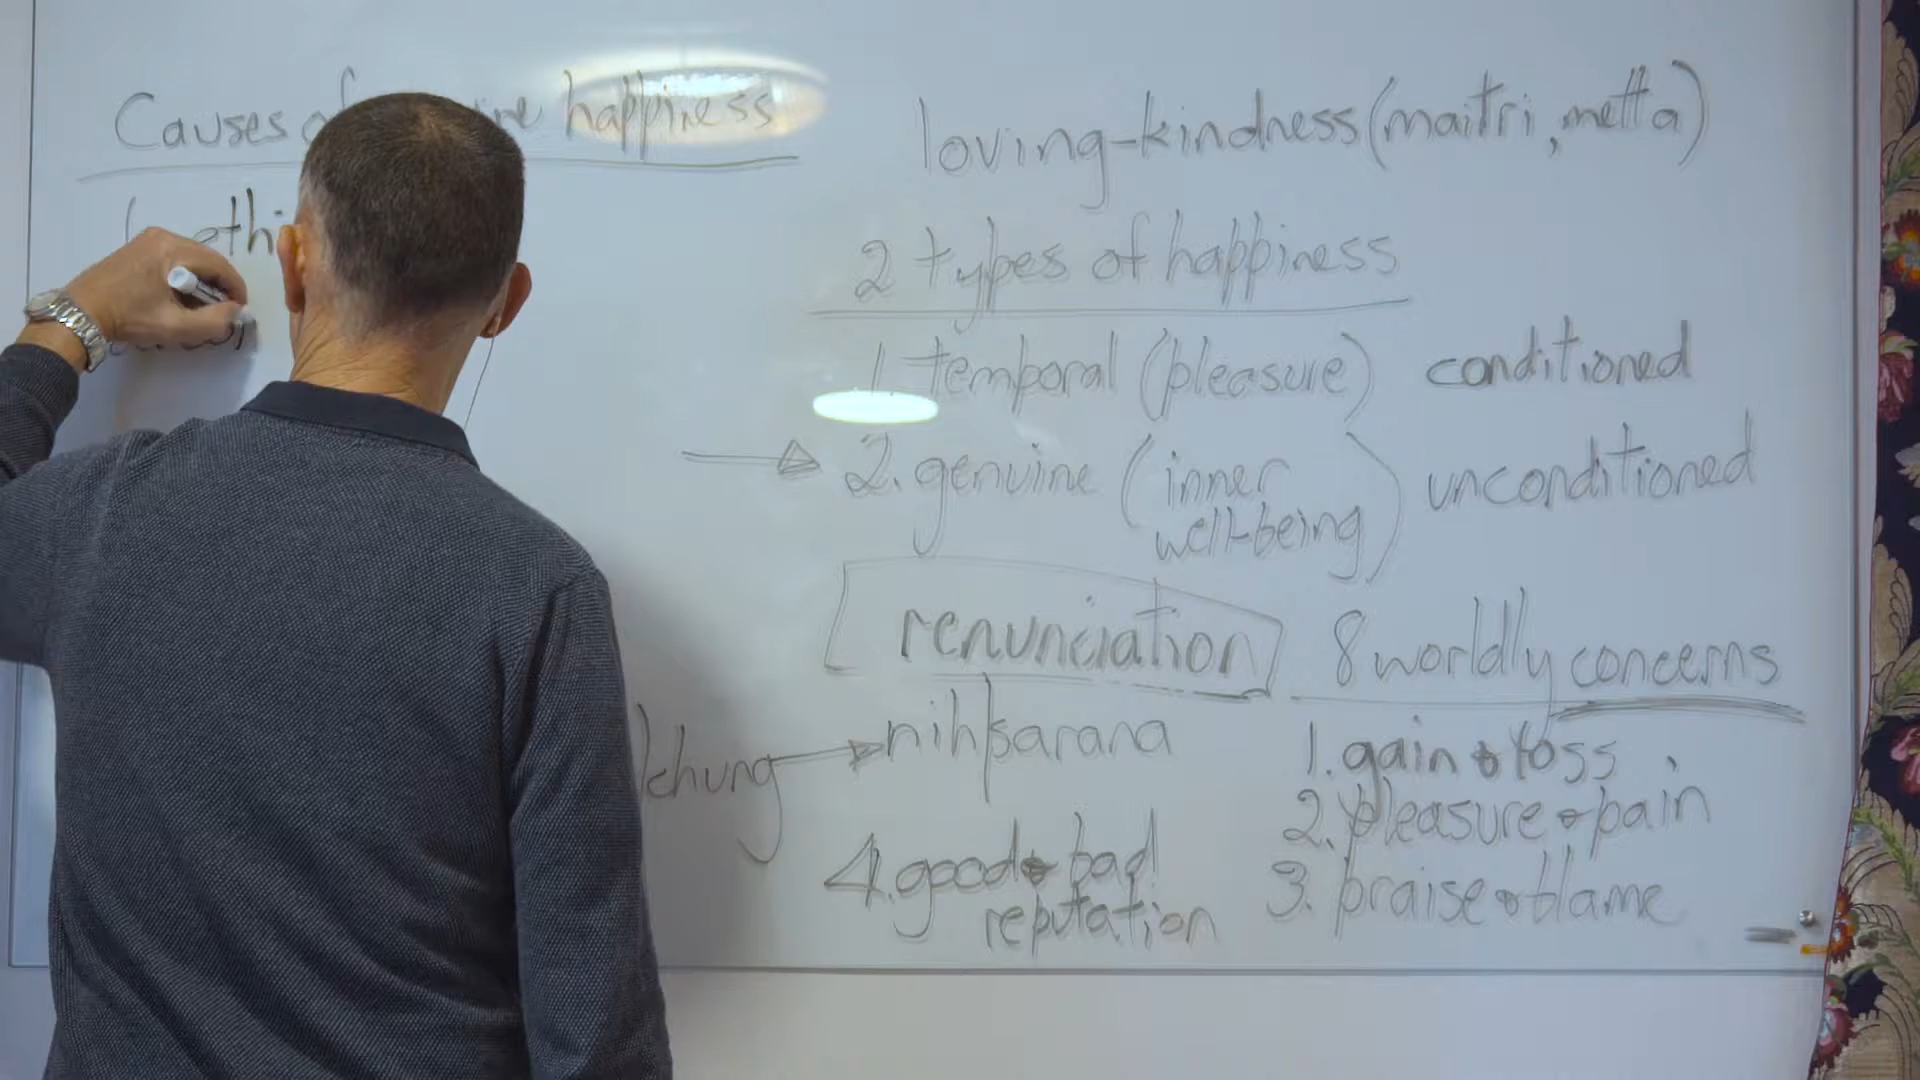 Causes happiness
loving-kindness (maitri, metta)
2 types of happiness
1. temporal (pleasure) conditioned
2. genuine (inner well-being) unconditioned
renunciation
nihsarana
8 worldly concerns
1. gain & loss
2. pleasure & pain
3. praise & blame
4. good & bad
reputation